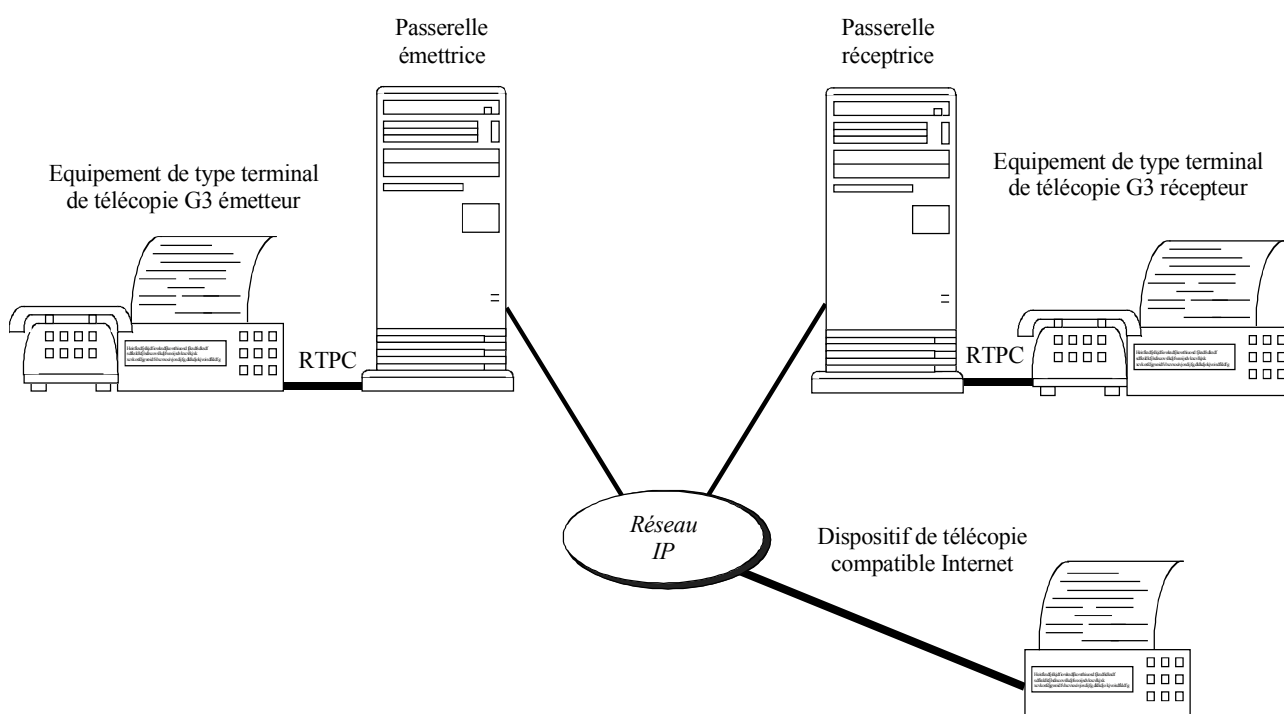 Passerelle
émettrice
Passerelle
réceptrice
Equipement de type terminal
de télécopie G3 émetteur
Equipement de type terminal
de télécopie G3 récepteur
RTPC
RTPC
Réseau
IP
Dispositif de télécopie
compatible Internet